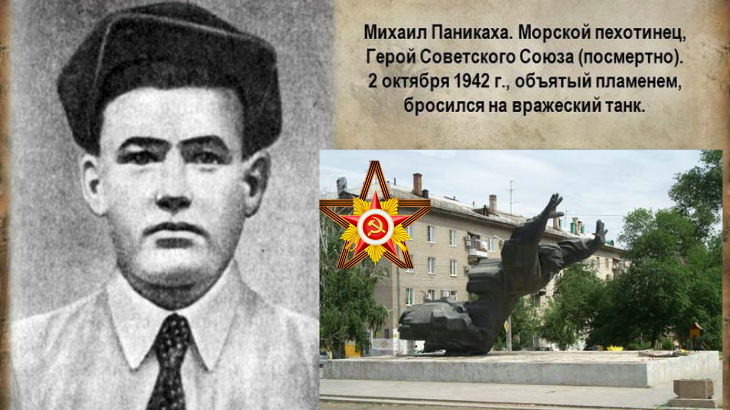 Михаил Паникаха. Морской пехотинец,
Герой Советского Союза (посмертно).
2 октября 1942 г., объятый пламенем,
бросился на вражеский танк.